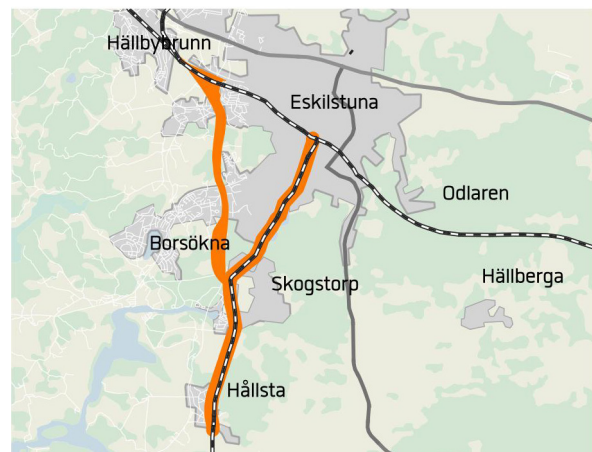 Hällbybrunn
Eskilstuna
Odlaren
Borsökna
Hällberga
Skogstorp
Hållsta